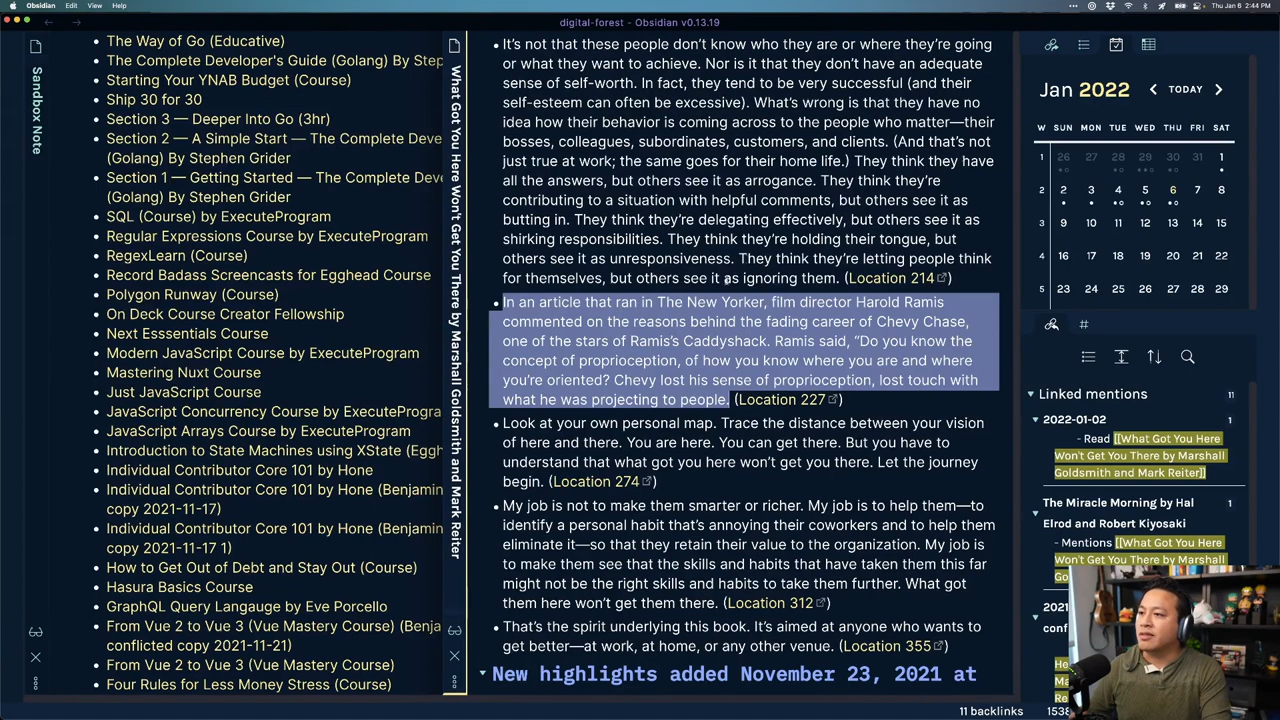 Obsidian Edit View Help
Thu Jan 6 2:44 PM
digital-forest - Obsidian v0.13.19
Sandbox Note
The Way of Go (Educative)
The Complete Developer's Guide (Golang) By Step
Starting Your YNAB Budget (Course)
Ship 30 for 30
Section 3 — Deeper Into Go (3hr)
Section 2 — A Simple Start — The Complete Deve
(Golang) By Stephen Grider
Section 1 — Getting Started — The Complete Deve
(Golang) By Stephen Grider
SQL (Course) by ExecuteProgram
Regular Expressions Course by ExecuteProgram
RegexLearn (Course)
Record Badass Screencasts for Egghead Course
Polygon Runway (Course)
On Deck Course Creator Fellowship
Next Esssentials Course
Modern JavaScript Course by ExecuteProgram
Mastering Nuxt Course
Just JavaScript Course
JavaScript Concurrency Course by ExecuteProgra
JavaScript Arrays Course by ExecuteProgram
Introduction to State Machines using XState (Eggh
Individual Contributor Core 101 by Hone
Individual Contributor Core 101 by Hone (Benjamin
copy 2021-11-17)
Individual Contributor Core 101 by Hone (Benjamin
copy 2021-11-17 1)
How to Get Out of Debt and Stay Out (Course)
Hasura Basics Course
GraphQL Query Langauge by Eve Porcello
From Vue 2 to Vue 3 (Vue Mastery Course) (Benja
conflicted copy 2021-11-21)
From Vue 2 to Vue 3 (Vue Mastery Course)
Four Rules for Less Money Stress (Course)
What Got You Here Won't Get You There by Marshall Goldsmith and Mark Reiter
It's not that these people don't know who they are or where they're going
or what they want to achieve. Nor is it that they don't have an adequate
sense of self-worth. In fact, they tend to be very successful (and their
self-esteem can often be excessive). What's wrong is that they have no
idea how their behavior is coming across to the people who matter—their
bosses, colleagues, subordinates, customers, and clients. (And that's not
just true at work; the same goes for their home life.) They think they have
all the answers, but others see it as arrogance. They think they're
contributing to a situation with helpful comments, but others see it as
butting in. They think they're delegating effectively, but others see it as
shirking responsibilities. They think they're holding their tongue, but
others see it as unresponsiveness. They think they're letting people think
for themselves, but others see it as ignoring them. (Location 214)
In an article that ran in The New Yorker, film director Harold Ramis
commented on the reasons behind the fading career of Chevy Chase,
one of the stars of Ramis's Caddyshack. Ramis said, “Do you know the
concept of proprioception, of how you know where you are and where
you're oriented? Chevy lost his sense of proprioception, lost touch with
what he was projecting to people. (Location 227)
Look at your own personal map. Trace the distance between your vision
of here and there. You are here. You can get there. But you have to
understand that what got you here won't get you there. Let the journey
begin. (Location 274)
My job is not to make them smarter or richer. My job is to help them—to
identify a personal habit that's annoying their coworkers and to help them
eliminate it—so that they retain their value to the organization. My job is
to make them see that the skills and habits that have taken them this far
might not be the right skills and habits to take them further. What got
them here won't get them there. (Location 312)
That's the spirit underlying this book. It's aimed at anyone who wants to
get better—at work, at home, or any other venue. (Location 355)
New highlights added November 23, 2021 at
Jan 2022 TODAY
W SUN MON TUE WED THU FRI SAT
1 26 27 28 29 30 31 1
2 2 3 4 5 6 7 8
3 9 10 11 12 13 14 15
4 16 17 18 19 20 21 22
5 23 24 25 26 27 28 29
Linked mentions 11
2022-01-02 1
- Read [[What Got You Here
Won't Get You There by Marshall
Goldsmith and Mark Reiter]]
The Miracle Morning by Hal 1
Elrod and Robert Kiyosaki
- Mentions [[What Got You Here
Won't Get You There by
2021
conf
11 backlinks